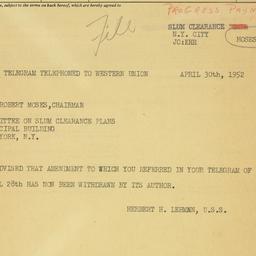 e, subject to the terms on back hereof, which are hereby agreed to
PROGRESS PAYM
File
SLUM CLEARANCE
N.Y. CITY
JC:EHR
MOSES
TELEGRAM TELEPHONED TO WESTERN UNION APRIL 30th, 1952
ROBERT MOSES, CHAIRMAN
ITTEE ON SLUM CLEARANCE PLANS
CIPAL BUILDING
YORK, N.Y.
DVISED THAT AMENDMENT TO WHICH YOU REFERRED IN YOUR TELEGRAM OF
L 28th HAS NOW BEEN WITHDRAWN BY ITS AUTHOR.
HERBERT H. LEHMAN, U.S.S.